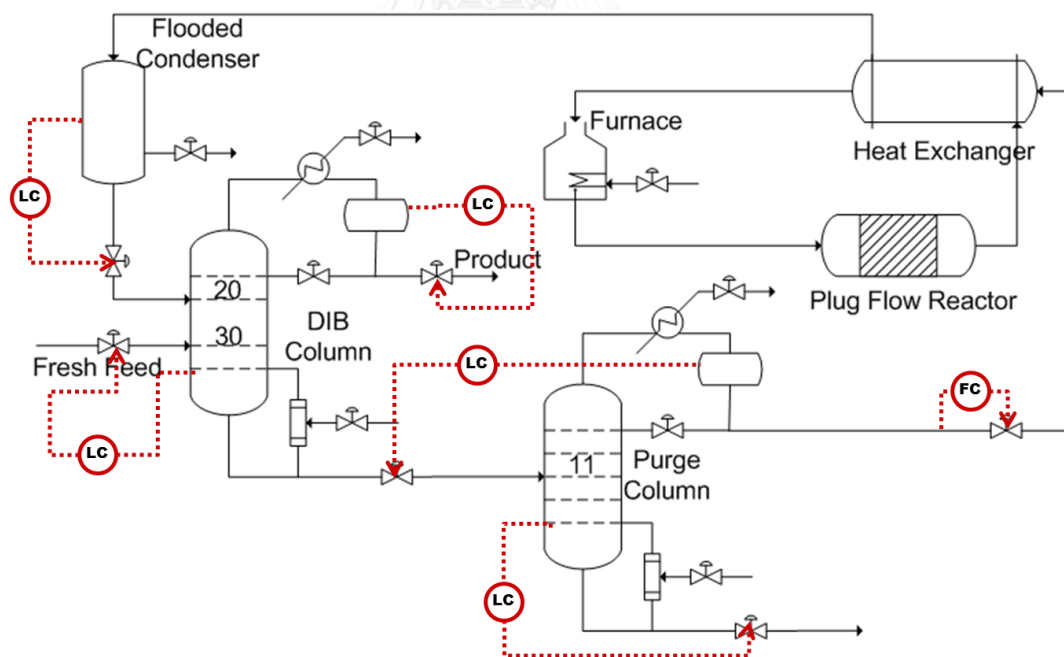 Flooded
Condenser
Furnace
Heat Exchanger
LC
LC
Product
Plug Flow Reactor
20
30
DIB
Column
Fresh Feed
LC
LC
FC
11
Purge
Column
LC